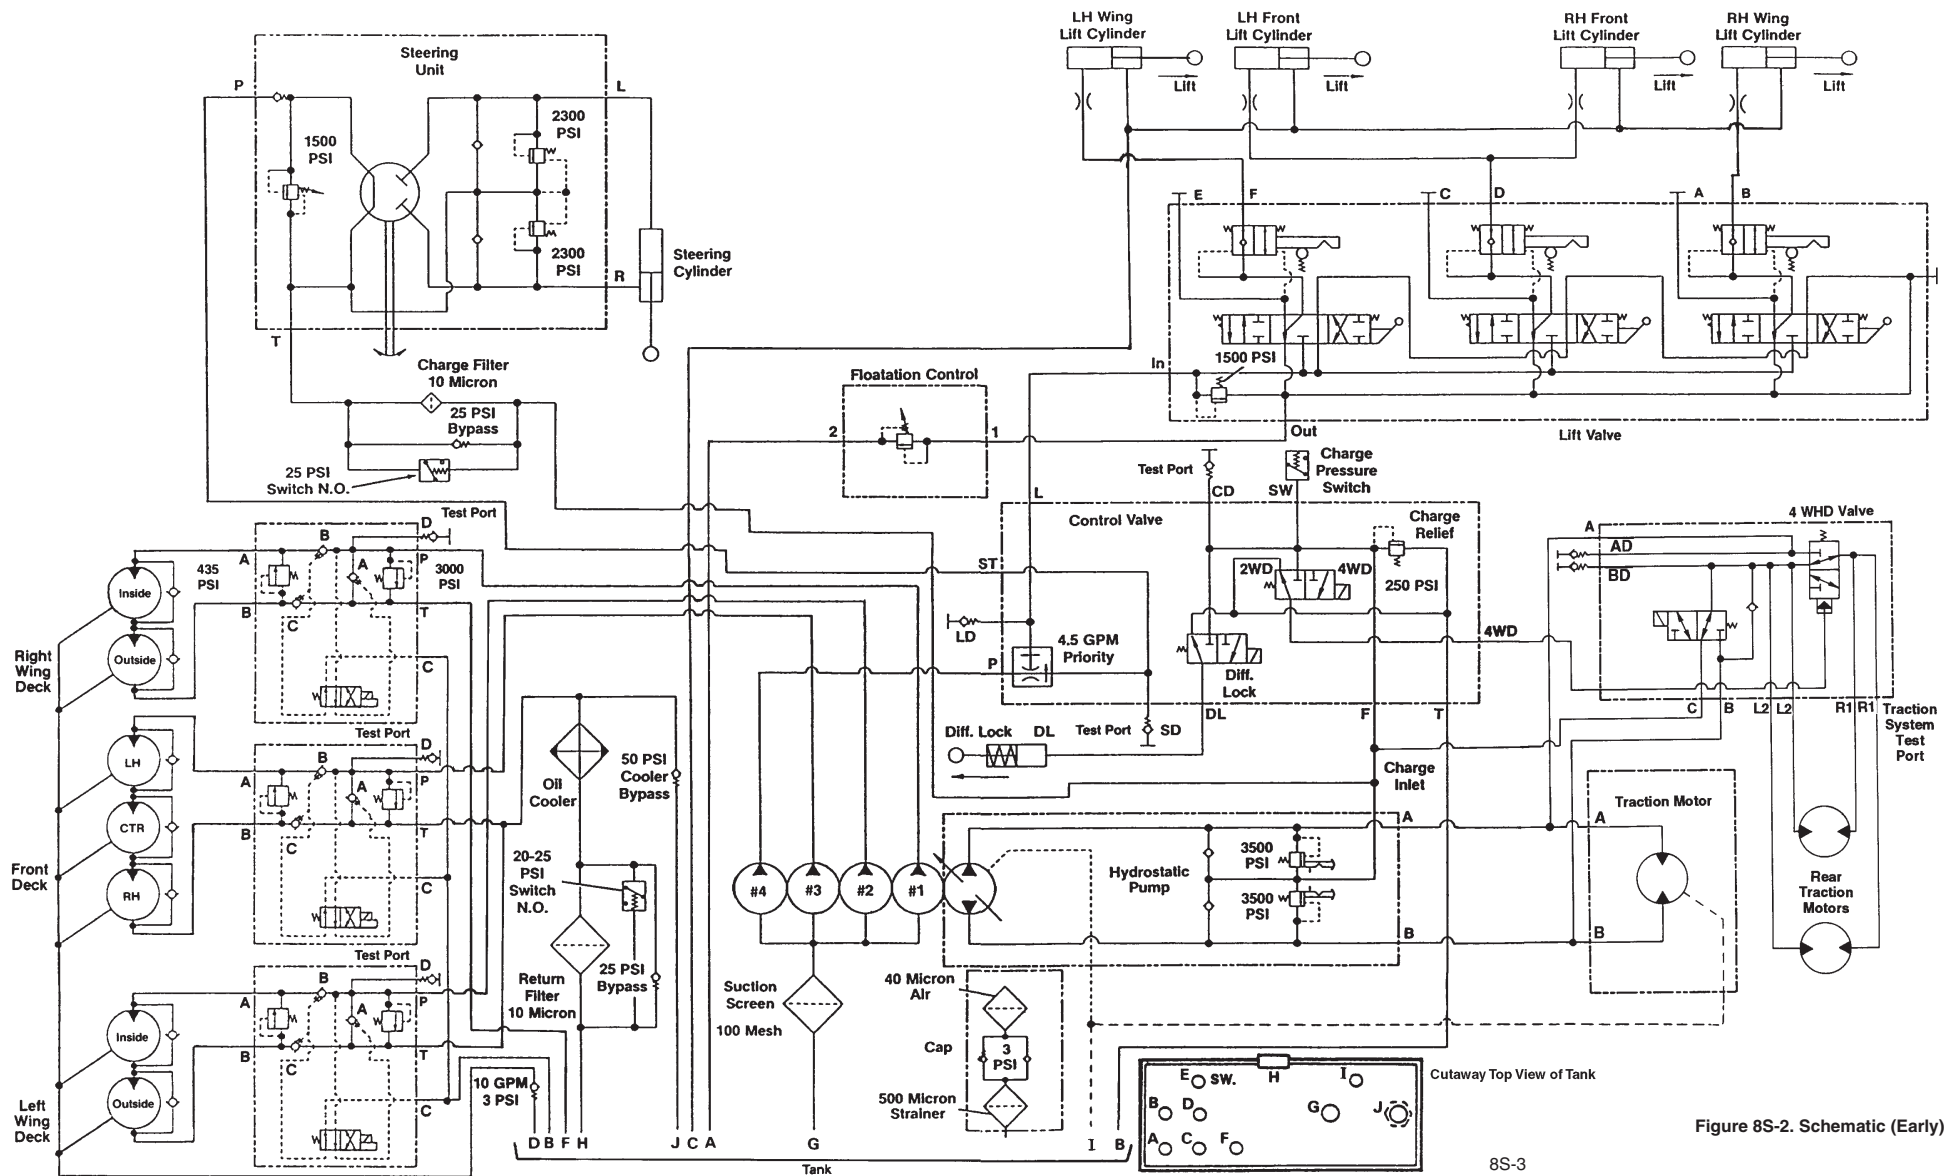 LH Wing
Lift Cylinder
LH Front
Lift Cylinder
RH Front
Lift Cylinder
RH Wing
Lift Cylinder
Lift
Lift
Lift
Lift
Steering
Unit
P
L
1500
PSI
2300
PSI
2300
PSI
R
T
Steering
Cylinder
E
F
C
D
A
B
In
1500 PSI
Out
Lift Valve
Charge Filter
10 Micron
25 PSI
Bypass
25 PSI
Switch N.O.
Floatation Control
2
1
Test Port
CD
SW
Charge
Pressure
Switch
L
Control Valve
Charge
Relief
250 PSI
2WD
4WD
ST
LD
4.5 GPM
Priority
P
Diff.
Lock
4WD
DL
F
T
Diff. Lock
DL
Test Port
SD
Charge
Inlet
4 WHD Valve
A
AD
BD
C
B
L2
L2
R1
R1
Traction
System
Test
Port
Test Port
D
B
A
A
P
435
PSI
3000
PSI
B
C
T
C
Inside
Outside
Right
Wing
Deck
Test Port
D
B
A
A
P
B
C
T
C
LH
CTR
RH
Front
Deck
Test Port
D
B
A
A
P
B
C
T
C
Inside
Outside
Left
Wing
Deck
Oil
Cooler
50 PSI
Cooler
Bypass
20-25
PSI
Switch
N.O.
Return
Filter
10 Micron
25 PSI
Bypass
10 GPM
3 PSI
#4
#3
#2
#1
Suction
Screen
100 Mesh
Hydrostatic
Pump
3500
PSI
3500
PSI
A
B
Traction Motor
A
B
Rear
Traction
Motors
40 Micron
Air
Cap
3
PSI
500 Micron
Strainer
D
B
F
H
J
C
A
G
I
B
Tank
Cutaway Top View of Tank
E
SW.
H
I
B
D
G
J
A
C
F
Figure 8S-2. Schematic (Early)
8S-3